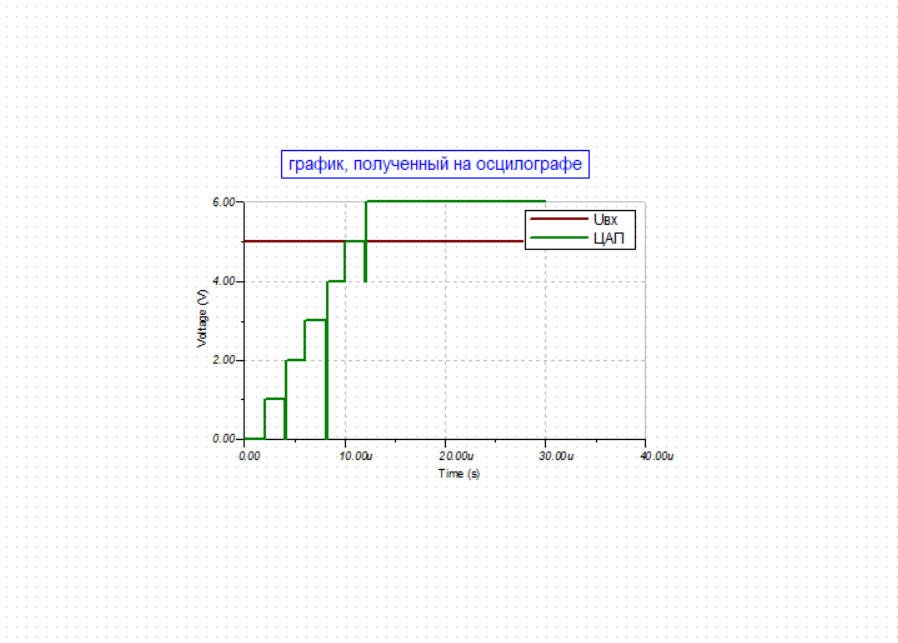 график, полученный на осцилографе
6.00
Uвх
ЦАП
4.00
Voltage (V)
2.00
0.00
0.00 10.00u 20.00u 30.00u 40.00u
Time (s)